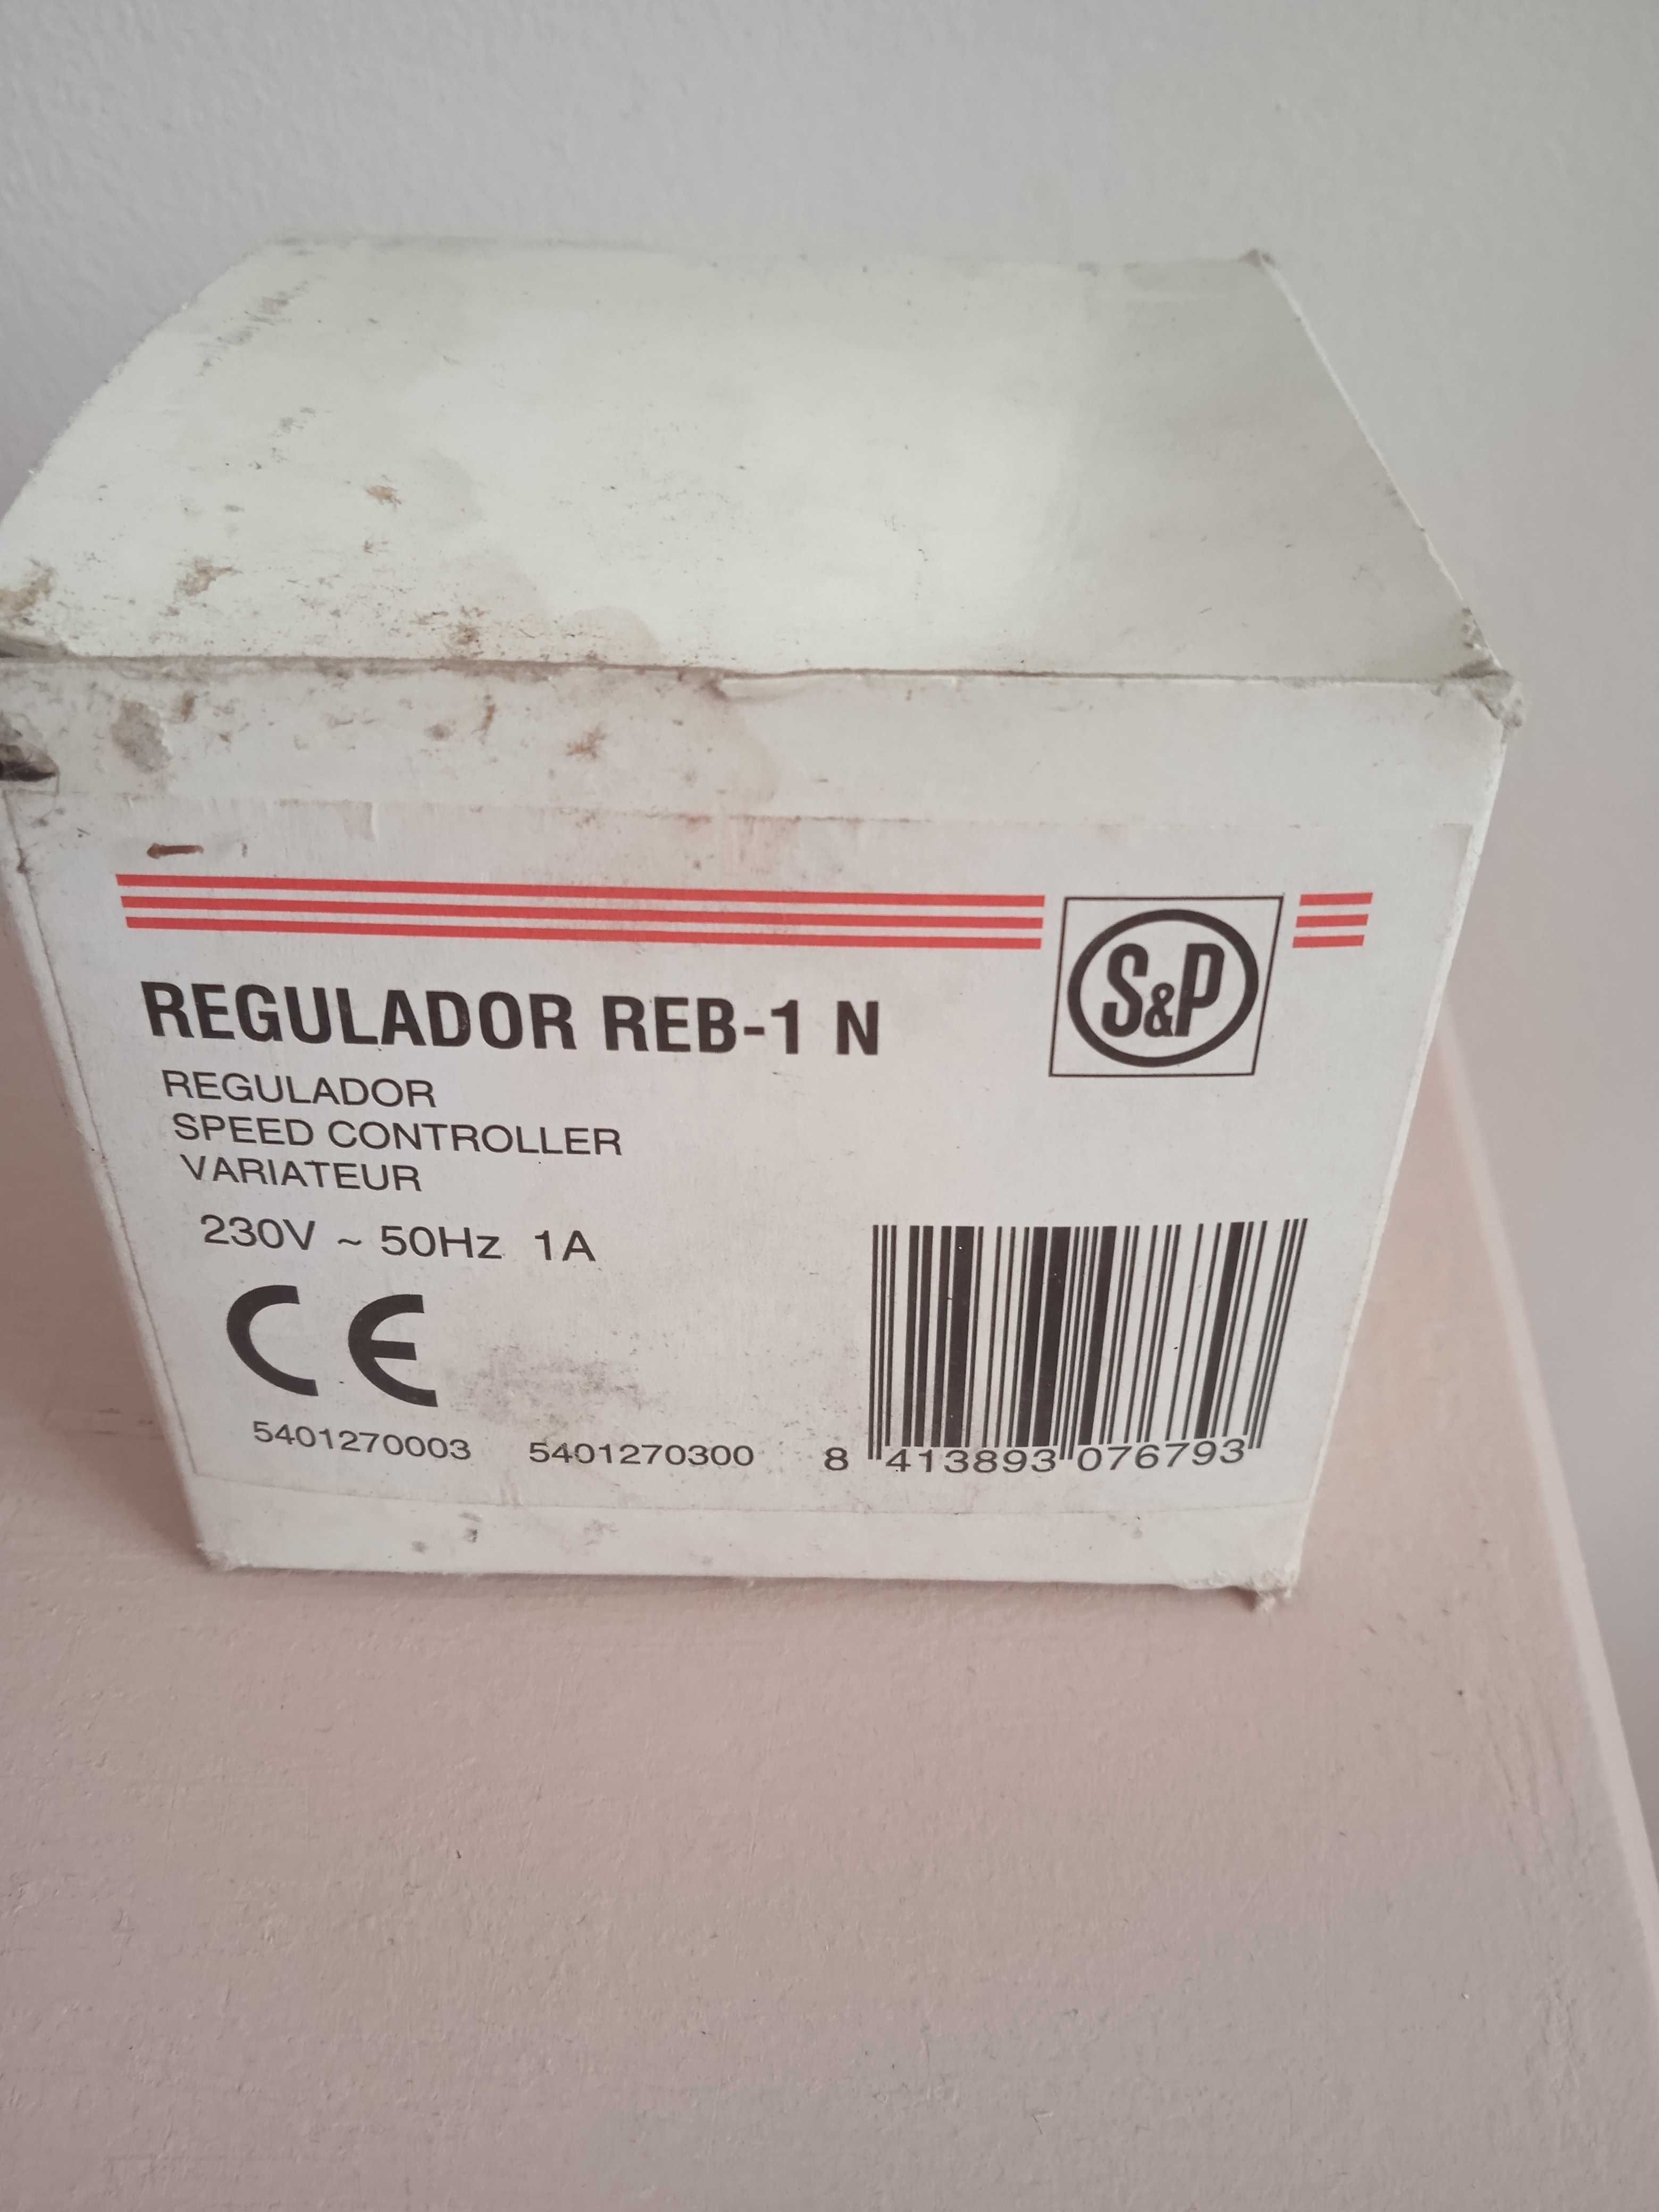 S&P
REGULADOR REB-1 N
REGULADOR
SPEED CONTROLLER
VARIATEUR
230V ~ 50Hz 1A
CE
5401270003 5401270300 8 413893 076793